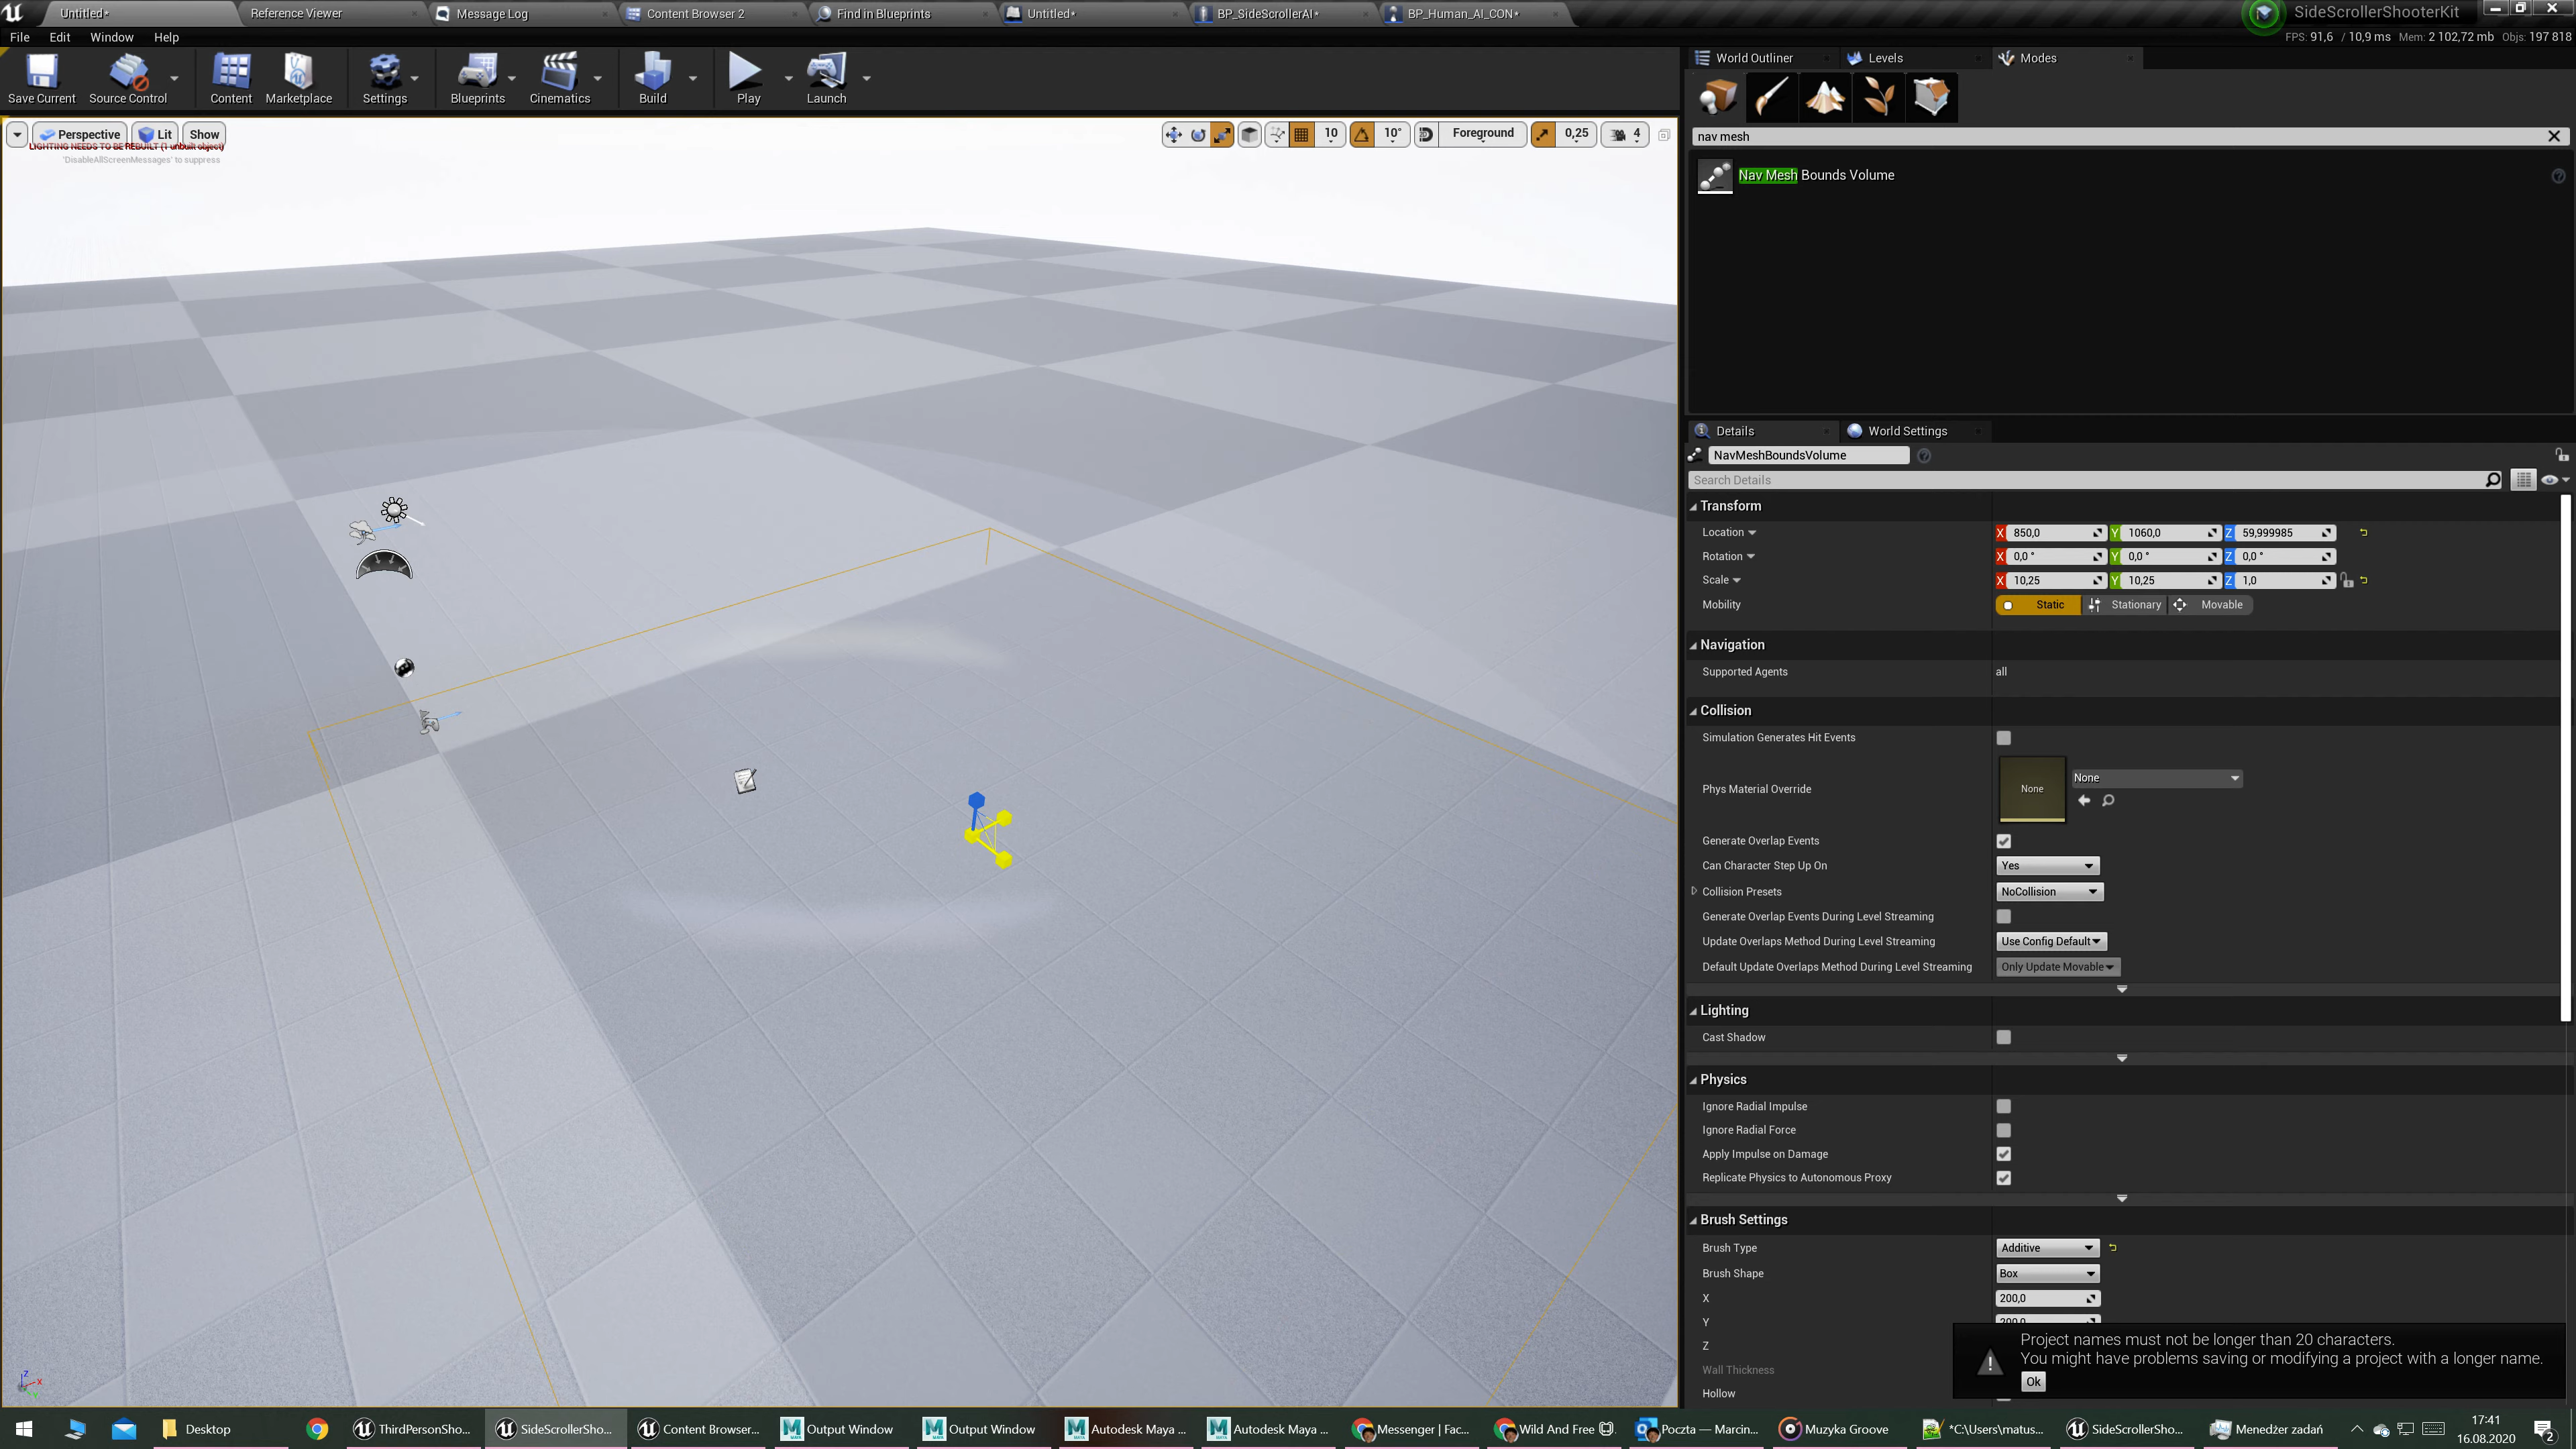 Untitled•
Reference Viewer
Message Log
Content Browser 2
Find in Blueprints
Untitled*
BP_SideScrollerAI*
BP_Human_AI_CON*
SideScrollerShooterKit
File Edit Window Help
FPS: 91,6 / 10,9 ms Mem: 2 102,72 mb Objs: 197 818
Save Current
Source Control
Content
Marketplace
Settings
Blueprints
Cinematics
Build
Play
Launch
World Outliner
Levels
Modes
nav mesh
Nav Mesh Bounds Volume
Perspective Lit Show
10 10° Foreground 0,25 4
LIGHTING NEEDS TO BE REBUILT (1 unbuilt object)
'DisableAllScreenMessages' to suppress
Details
World Settings
NavMeshBoundsVolume
Search Details
Transform
Location X 850,0 Y 1060,0 Z 59,999985
Rotation X 0,0 ° Y 0,0 ° Z 0,0 °
Scale X 10,25 Y 10,25 Z 1,0
Mobility Static Stationary Movable
Navigation
Supported Agents all
Collision
Simulation Generates Hit Events
Phys Material Override None None
Generate Overlap Events
Can Character Step Up On Yes
Collision Presets NoCollision
Generate Overlap Events During Level Streaming
Update Overlaps Method During Level Streaming Use Config Default
Default Update Overlaps Method During Level Streaming Only Update Movable
Lighting
Cast Shadow
Physics
Ignore Radial Impulse
Ignore Radial Force
Apply Impulse on Damage
Replicate Physics to Autonomous Proxy
Brush Settings
Brush Type Additive
Brush Shape Box
X 200,0
Y 200,0
Z
Wall Thickness
Hollow
Project names must not be longer than 20 characters.
You might have problems saving or modifying a project with a longer name.
Ok
Z X
Desktop
ThirdPersonSho...
SideScrollerSho...
Content Browser...
Output Window
Output Window
Autodesk Maya ...
Autodesk Maya ...
Messenger | Fac...
Wild And Free
Poczta — Marcin...
Muzyka Groove
*C:\Users\matus...
SideScrollerSho...
Menedżer zadań
17:41
16.08.2020
2